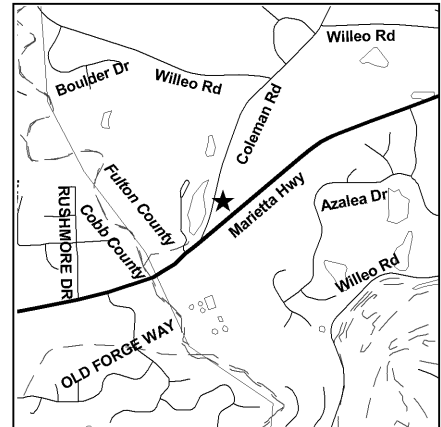 Willeo Rd
Boulder Dr
Willeo Rd
Coleman Rd
Fulton County
Cobb County
RUSHMORE DR
Marietta Hwy
Azalea Dr
Willeo Rd
OLD FORGE WAY